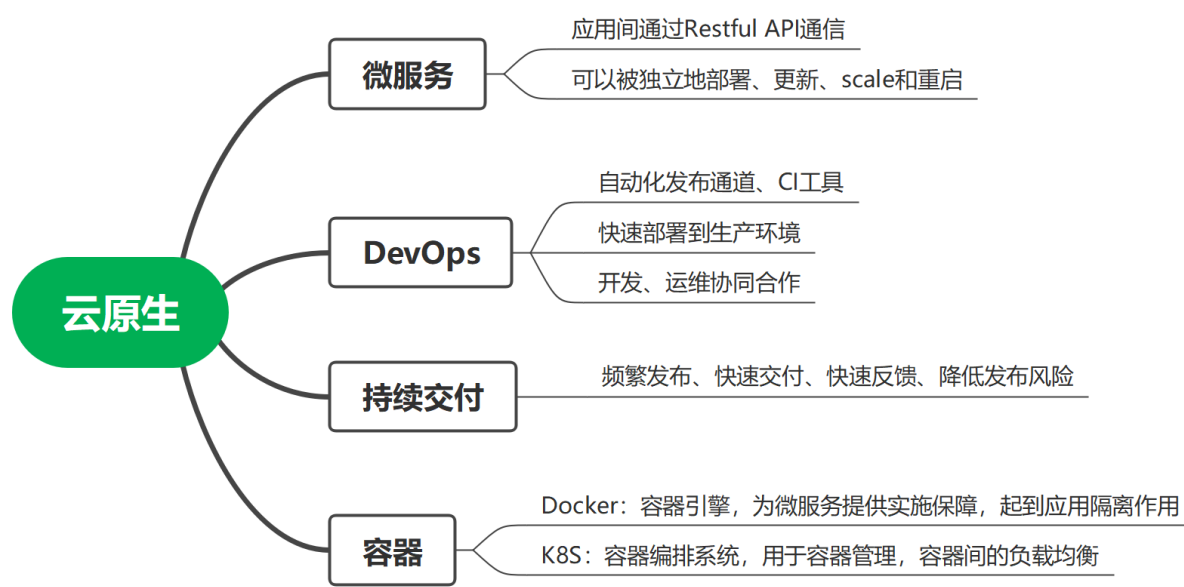 云原生
微服务
应用间通过Restful API通信
可以被独立地部署、更新、scale和重启
DevOps
自动化发布通道、CI工具
快速部署到生产环境
开发、运维协同合作
持续交付
频繁发布、快速交付、快速反馈、降低发布风险
容器
Docker：容器引擎，为微服务提供实施保障，起到应用隔离作用
K8S：容器编排系统，用于容器管理，容器间的负载均衡